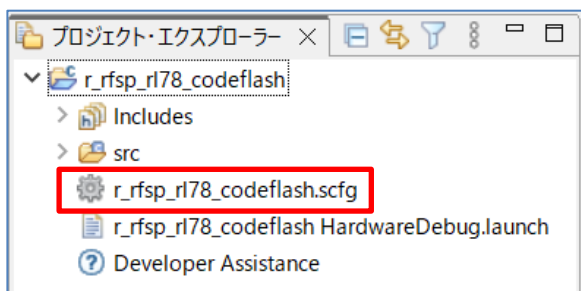 プロジェクト・エクスプローラー
r_rfsp_rl78_codeflash
Includes
src
r_rfsp_rl78_codeflash.scfg
r_rfsp_rl78_codeflash HardwareDebug.launch
Developer Assistance